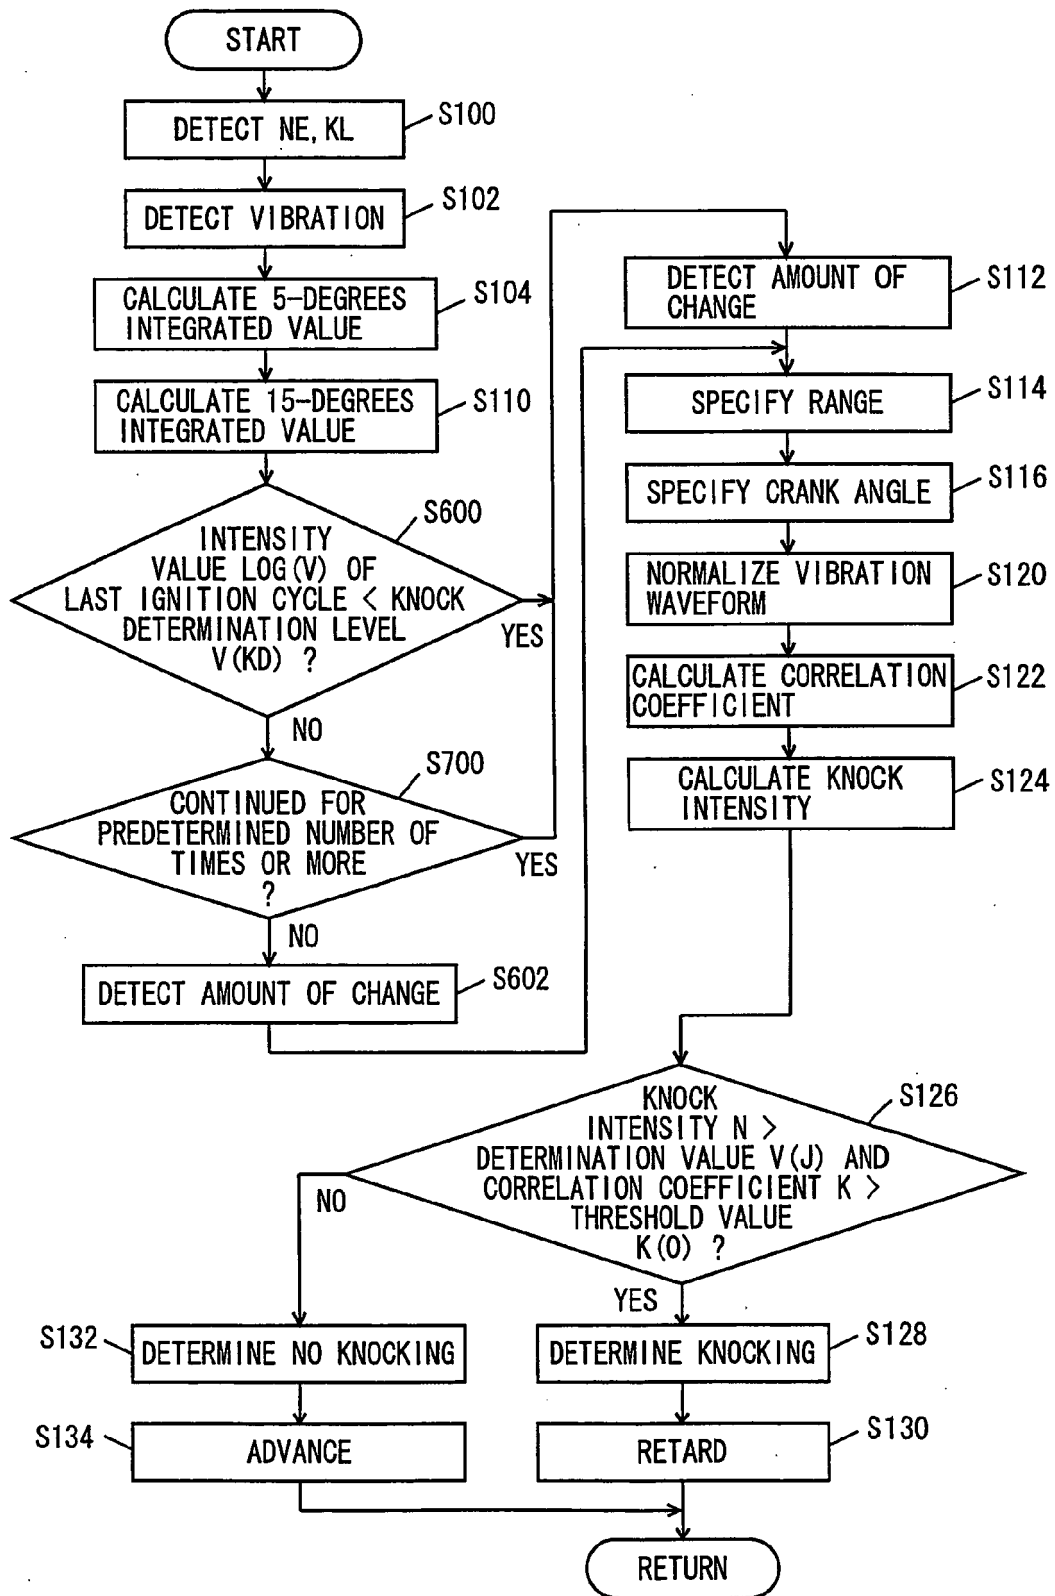 START
DETECT NE, KL
S100
DETECT VIBRATION
S102
CALCULATE 5-DEGREES
INTEGRATED VALUE
S104
CALCULATE 15-DEGREES
INTEGRATED VALUE
S110
INTENSITY
VALUE LOG(V) OF
LAST IGNITION CYCLE < KNOCK
DETERMINATION LEVEL
V(KD) ?
S600
YES
NO
CONTINUED FOR
PREDETERMINED NUMBER OF
TIMES OR MORE
?
S700
YES
NO
DETECT AMOUNT OF CHANGE
S602
DETECT AMOUNT OF
CHANGE
S112
SPECIFY RANGE
S114
SPECIFY CRANK ANGLE
S116
NORMALIZE VIBRATION
WAVEFORM
S120
CALCULATE CORRELATION
COEFFICIENT
S122
CALCULATE KNOCK
INTENSITY
S124
KNOCK
INTENSITY N >
DETERMINATION VALUE V(J) AND
CORRELATION COEFFICIENT K >
THRESHOLD VALUE
K(0) ?
S126
NO
YES
S132
DETERMINE NO KNOCKING
DETERMINE KNOCKING
S128
S134
ADVANCE
RETARD
S130
RETURN